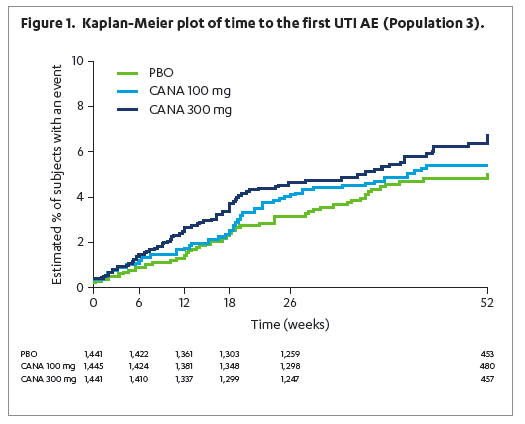 Figure 1. Kaplan-Meier plot of time to the first UTI AE (Population 3).
Estimated % of subjects with an event
10
8
6
4
2
0
PBO
CANA 100 mg
CANA 300 mg
0 6 12 18 26 52
Time (weeks)
PBO 1,441 1,422 1,361 1,303 1,259 453
CANA 100 mg 1,445 1,424 1,381 1,348 1,298 480
CANA 300 mg 1,441 1,410 1,337 1,299 1,247 457